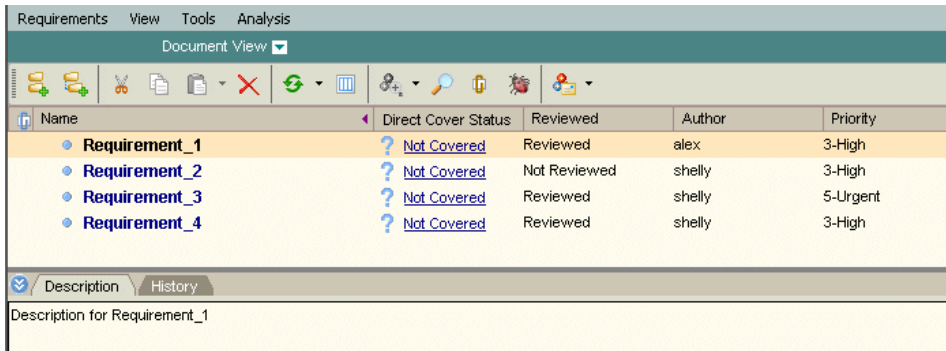 Requirements View Tools Analysis
Document View
Name Direct Cover Status Reviewed Author Priority
Requirement_1 ? Not Covered Reviewed alex 3-High
Requirement_2 ? Not Covered Not Reviewed shelly 3-High
Requirement_3 ? Not Covered Reviewed shelly 5-Urgent
Requirement_4 ? Not Covered Reviewed shelly 3-High
Description History
Description for Requirement_1